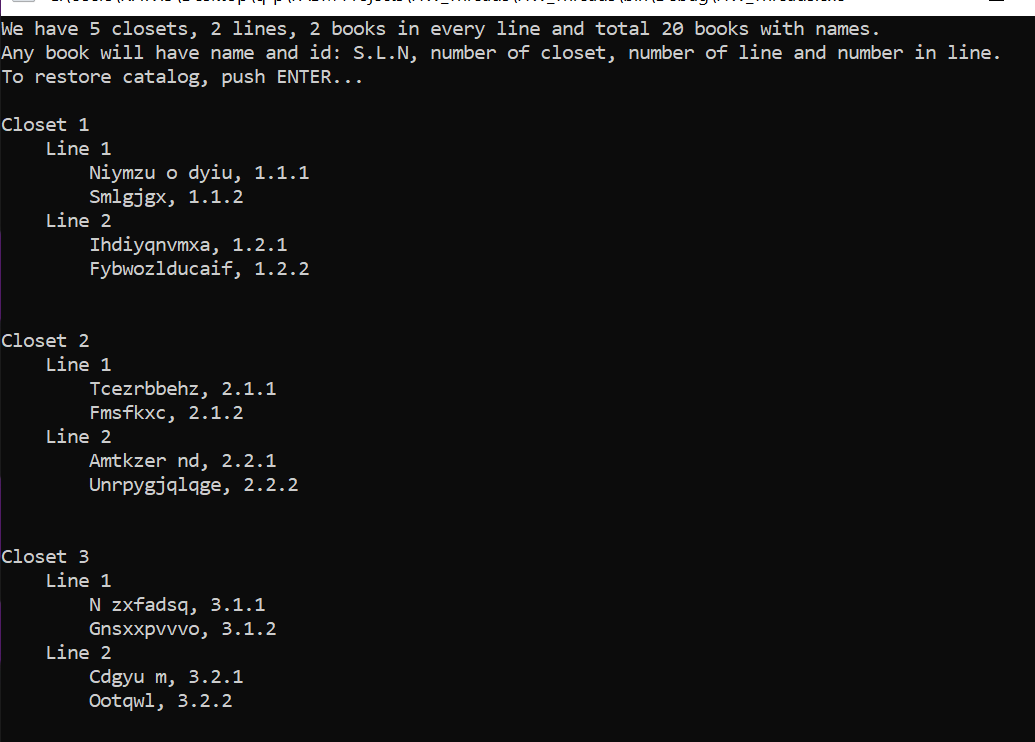 We have 5 closets, 2 lines, 2 books in every line and total 20 books with names.
Any book will have name and id: S.L.N, number of closet, number of line and number in line.
To restore catalog, push ENTER...
Closet 1
Line 1
Niymzu o dyiu, 1.1.1
Smlgjgx, 1.1.2
Line 2
Ihdiyqnvmxa, 1.2.1
Fybwozlducaif, 1.2.2
Closet 2
Line 1
Tcezrbbehz, 2.1.1
Fmsfkxc, 2.1.2
Line 2
Amtkzer nd, 2.2.1
Unrpygjqlqge, 2.2.2
Closet 3
Line 1
N zxfadsq, 3.1.1
Gnsxxpvvvo, 3.1.2
Line 2
Cdgyu m, 3.2.1
Ootqwl, 3.2.2